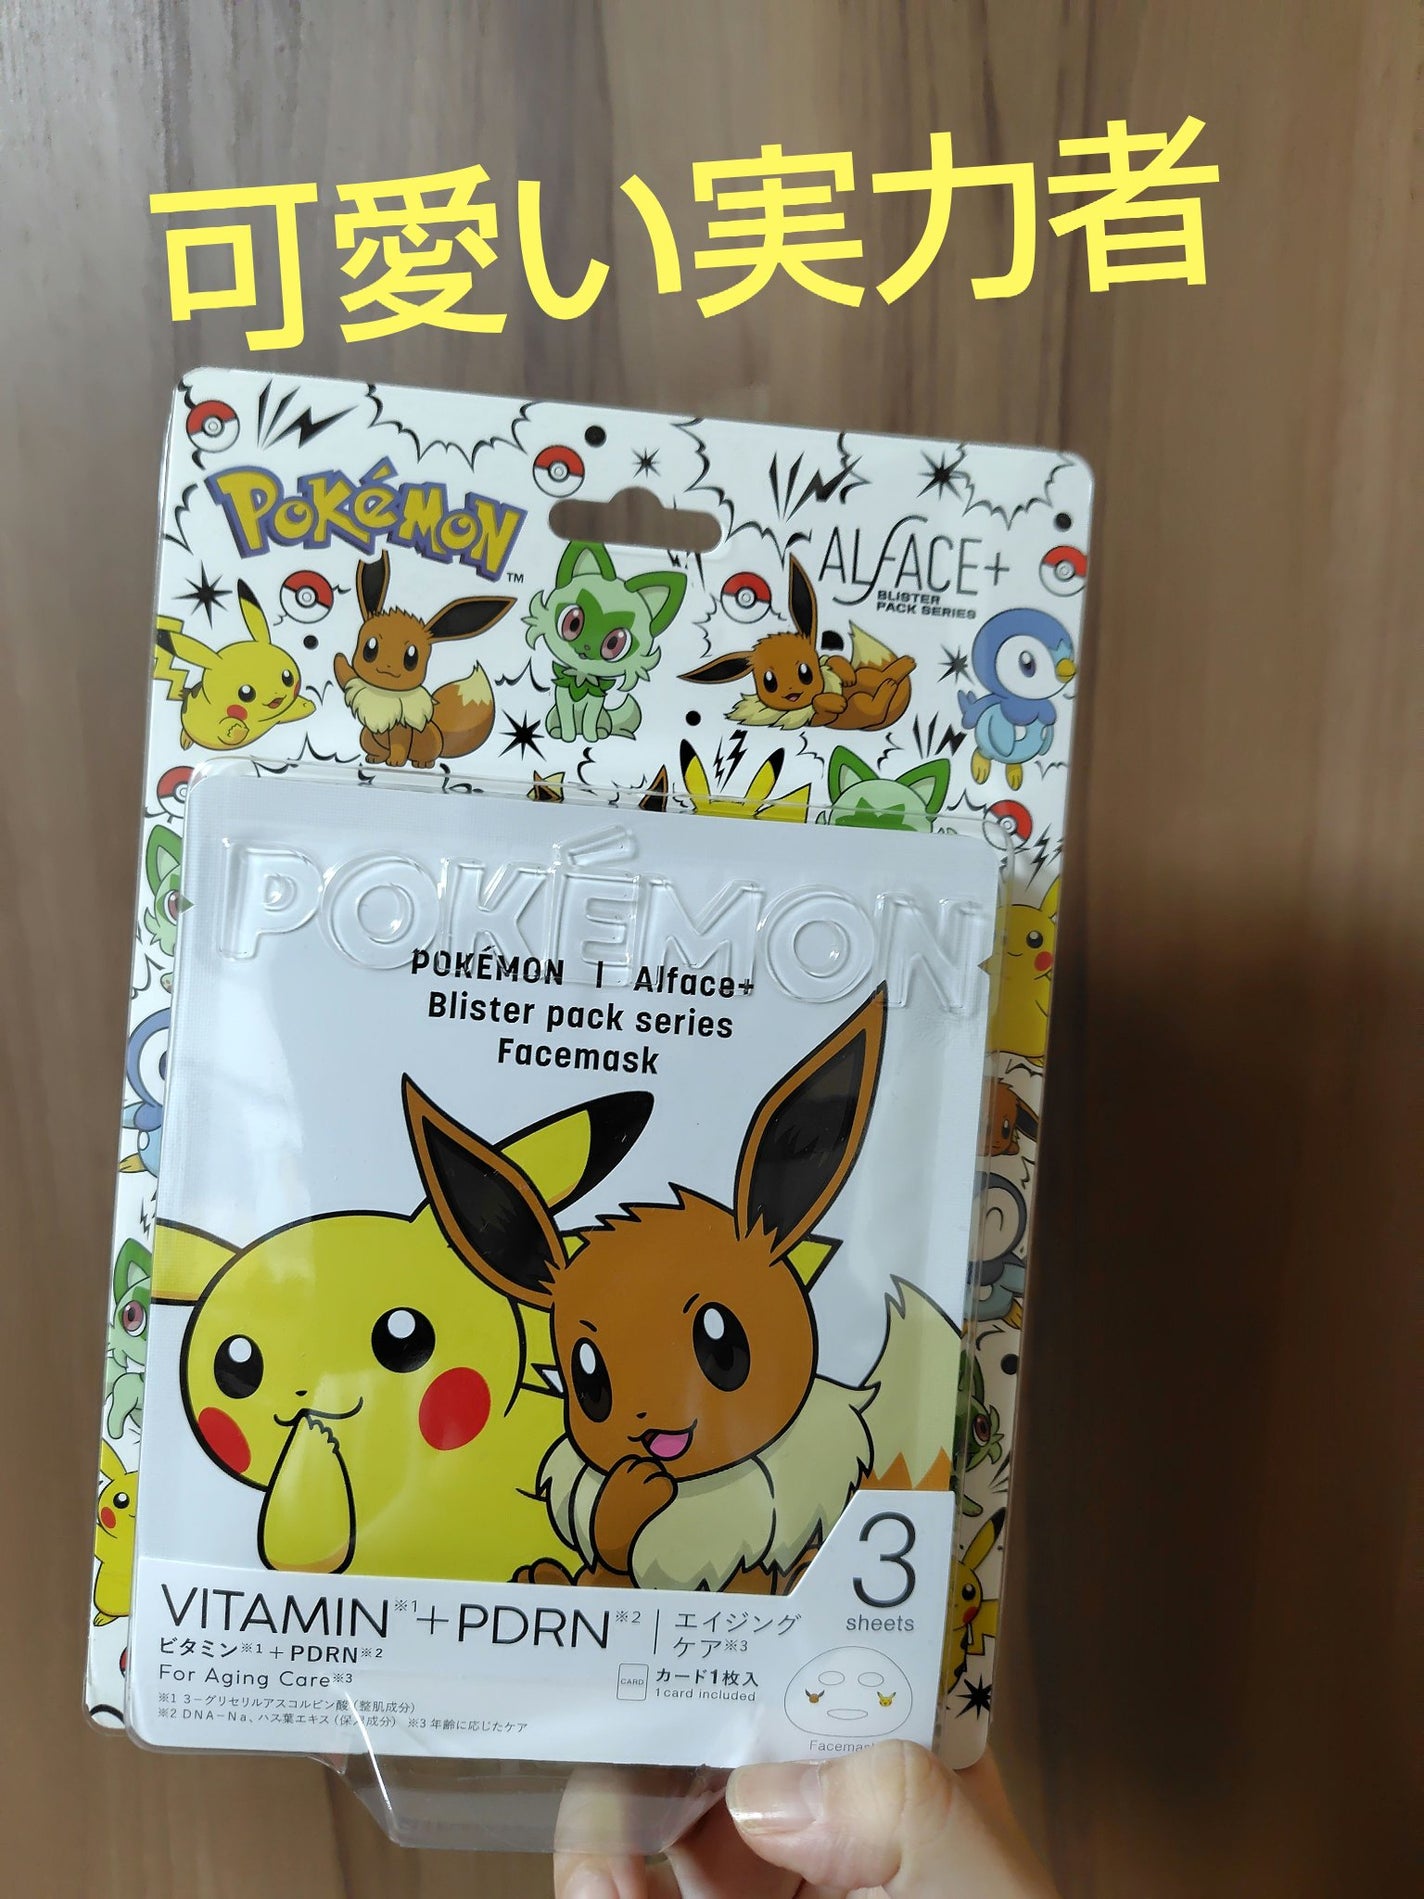 可愛い実力者
POKéMON™
ALFACE+
BLISTER
PACK SERIES
POKÉMON
POKÉMON | Alface+
Blister pack series
Facemask
VITAMIN※1+PDRN※2
エイジング
ケア※3
3
sheets
ビタミン※1+PDRN※2
For Aging Care※3
CARD
カード1枚入
1 card included
※1 3−グリセリルアスコルビン酸(整肌成分)
※2 DNA−Na、ハス葉エキス(保湿成分) ※3 年齢に応じたケア